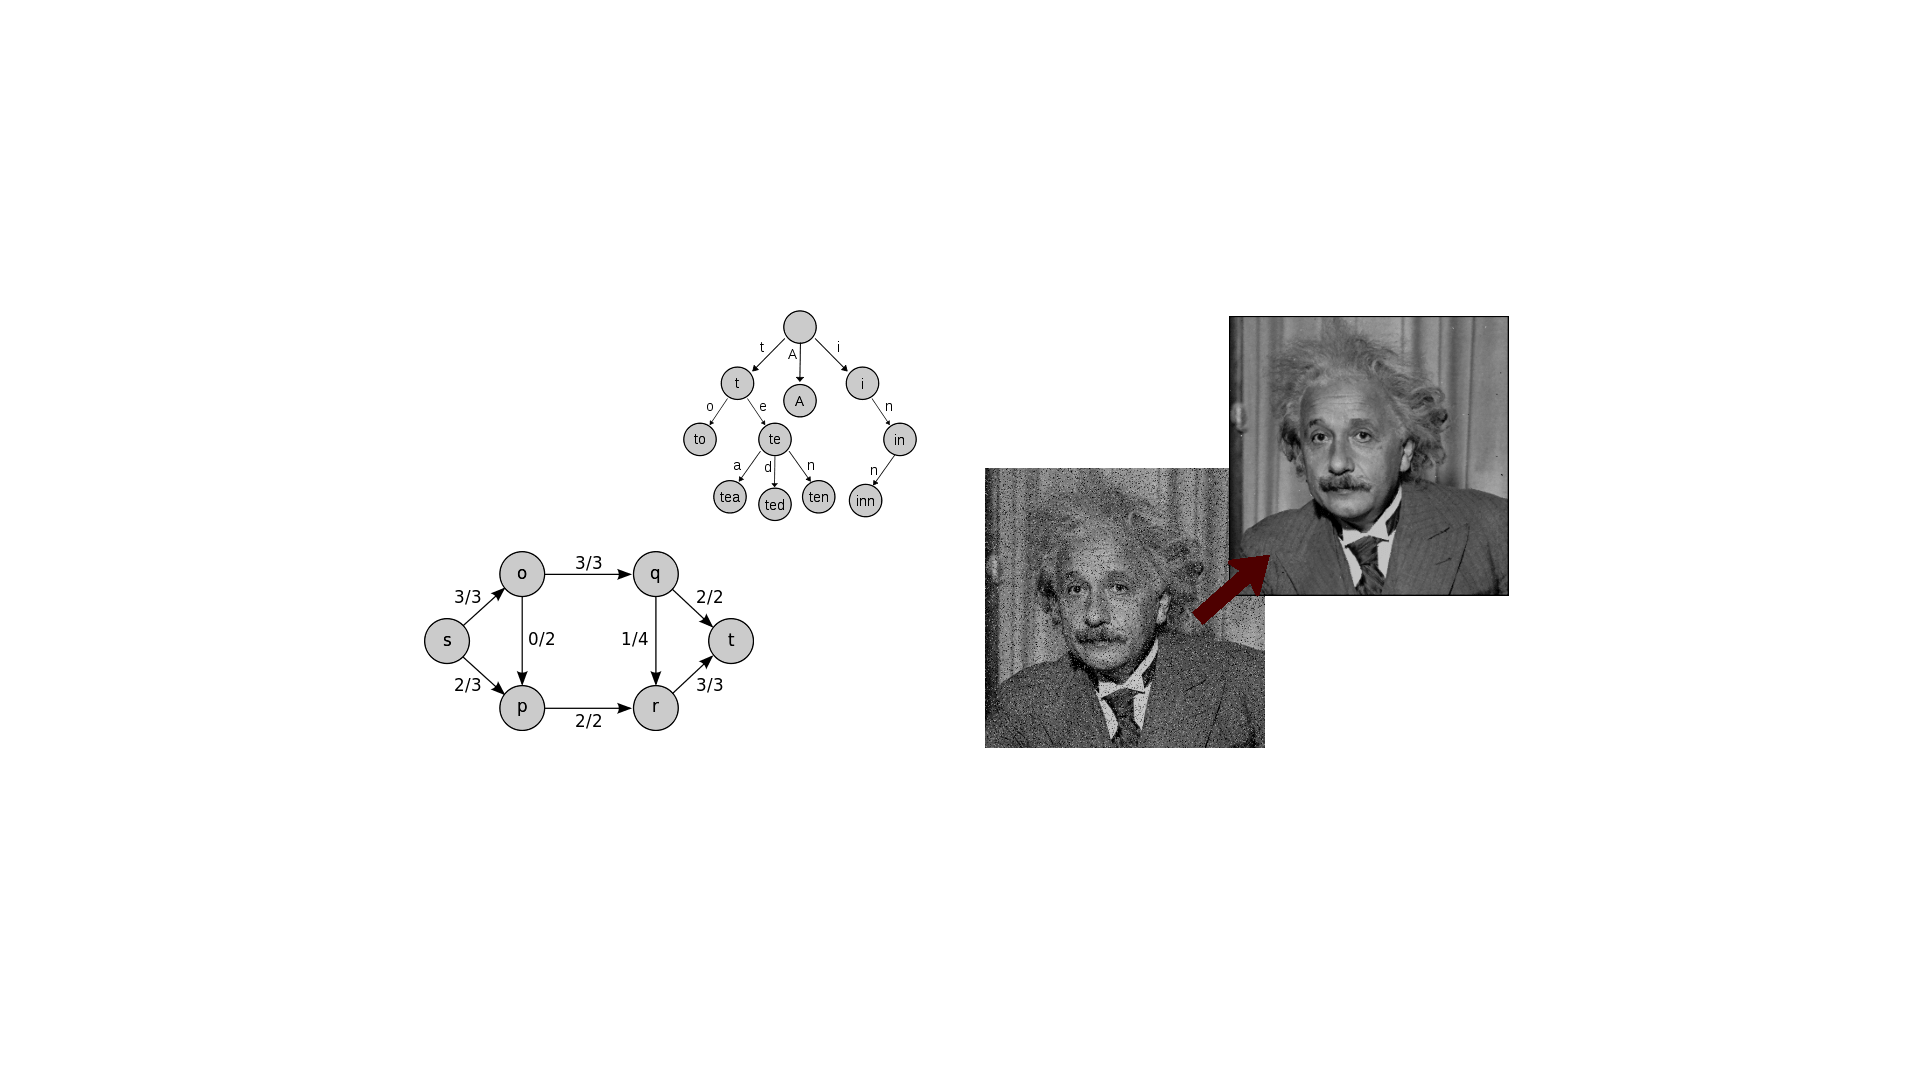 t A i
t A i
o e n
to te in
a d n n
tea ted ten inn
3/3
o q
3/3 2/2
s 0/2 1/4 t
2/3 3/3
p r
2/2